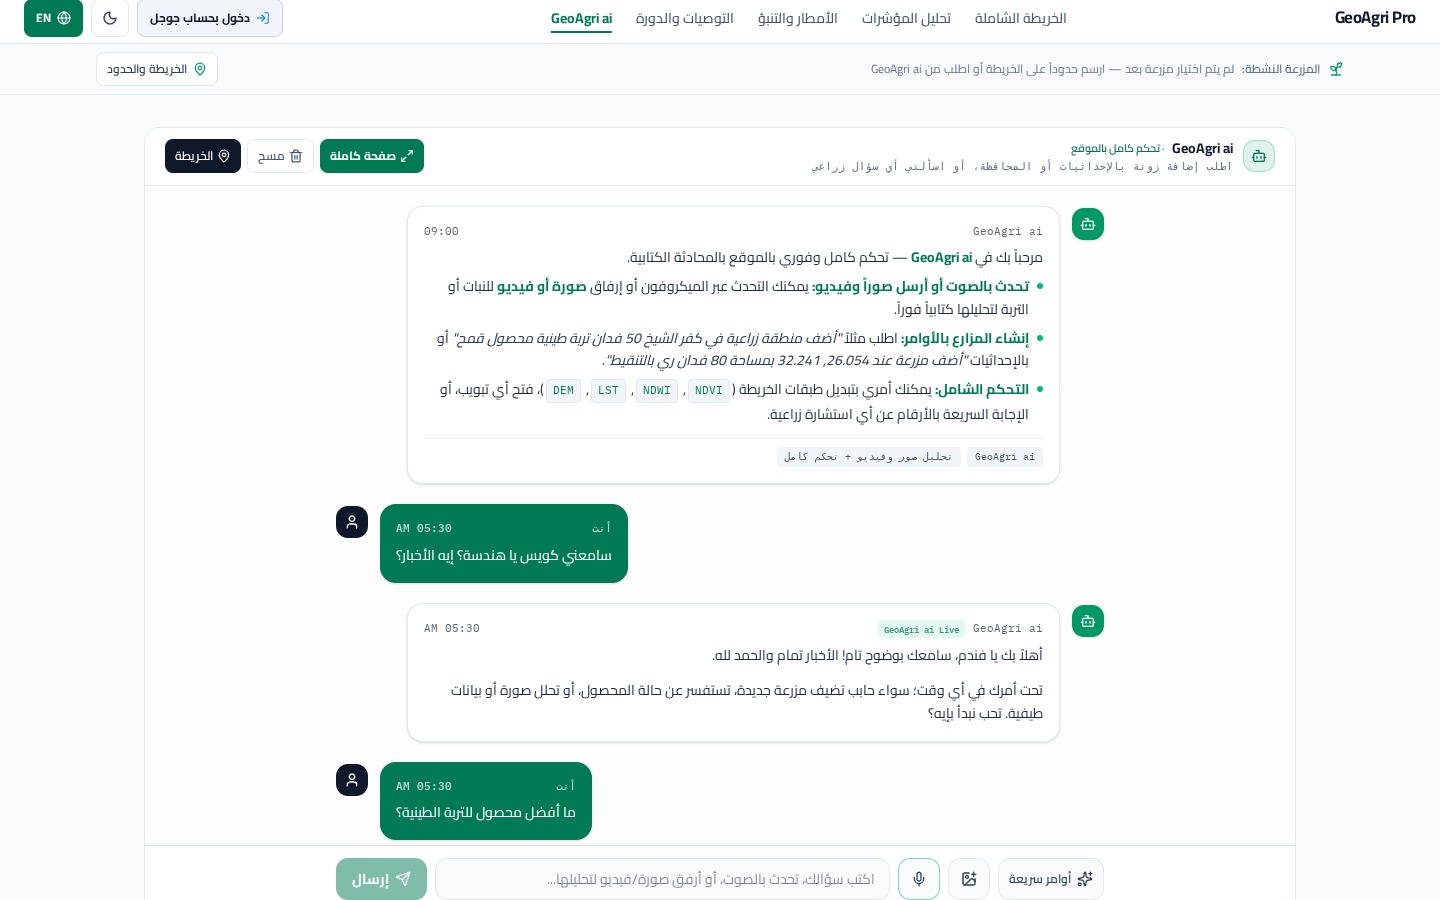 GeoAgri Pro
الخريطة الشاملة
تحليل المؤشرات
الأمطار والتنبؤ
التوصيات والدورة
GeoAgri ai
دخول بحساب جوجل
EN
المزرعة النشطة: لم يتم اختيار مزرعة بعد — ارسم حدوداً على الخريطة أو اطلب من GeoAgri ai
الخريطة والحدود
GeoAgri ai · تحكم كامل بالموقع
اطلب إضافة زونة بالإحداثيات أو المحافظة، أو اسألني أي سؤال زراعي
صفحة كاملة
مسح
الخريطة
GeoAgri ai
09:00
مرحباً بك في GeoAgri ai — تحكم كامل وفوري بالموقع بالمحادثة الكتابية.
تحدث بالصوت أو أرسل صوراً وفيديو: يمكنك التحدث عبر الميكروفون أو إرفاق صورة أو فيديو للنبات أو
التربة لتحليلها كتابياً فوراً.
إنشاء المزارع بالأوامر: اطلب مثلاً "أضف منطقة زراعية في كفر الشيخ 50 فدان تربة طينية محصول قمح" أو
بالإحداثيات "أضف مزرعة عند 26.054, 32.241 بمساحة 80 فدان ري بالتنقيط".
التحكم الشامل: يمكنك أمري بتبديل طبقات الخريطة (NDVI, NDWI, LST, DEM)، فتح أي تبويب، أو
الإجابة السريعة بالأرقام عن أي استشارة زراعية.
GeoAgri ai
تحليل صور وفيديو + تحكم كامل
أنت
05:30 AM
سامعني كويس يا هندسة؟ إيه الأخبار؟
GeoAgri ai
GeoAgri ai Live
05:30 AM
أهلاً بك يا فندم، سامعك بوضوح تام! الأخبار تمام والحمد لله.
تحت أمرك في أي وقت؛ سواء حابب تضيف مزرعة جديدة، تستفسر عن حالة المحصول، أو تحلل صورة أو بيانات
طيفية. تحب نبدأ بإيه؟
أنت
05:30 AM
ما أفضل محصول للتربة الطينية؟
أوامر سريعة
اكتب سؤالك، تحدث بالصوت، أو أرفق صورة/فيديو لتحليلها...
إرسال